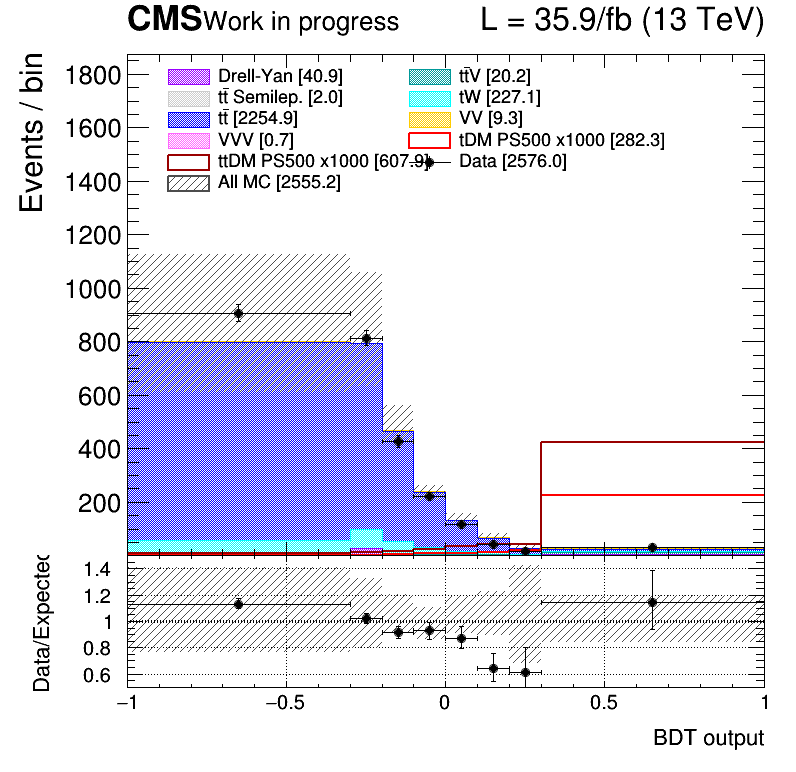 CMS Work in progress L = 35.9/fb (13 TeV)
Events / bin
1800
1600
1400
1200
1000
800
600
400
200
Drell-Yan [40.9]
tt̄ Semilep. [2.0]
tt̄ [2254.9]
VVV [0.7]
ttDM PS500 x1000 [607.9]
All MC [2555.2]
tt̄V [20.2]
tW [227.1]
VV [9.3]
tDM PS500 x1000 [282.3]
Data [2576.0]
Data/Expected
1.4
1.2
1
0.8
0.6
−1 −0.5 0 0.5 1
BDT output